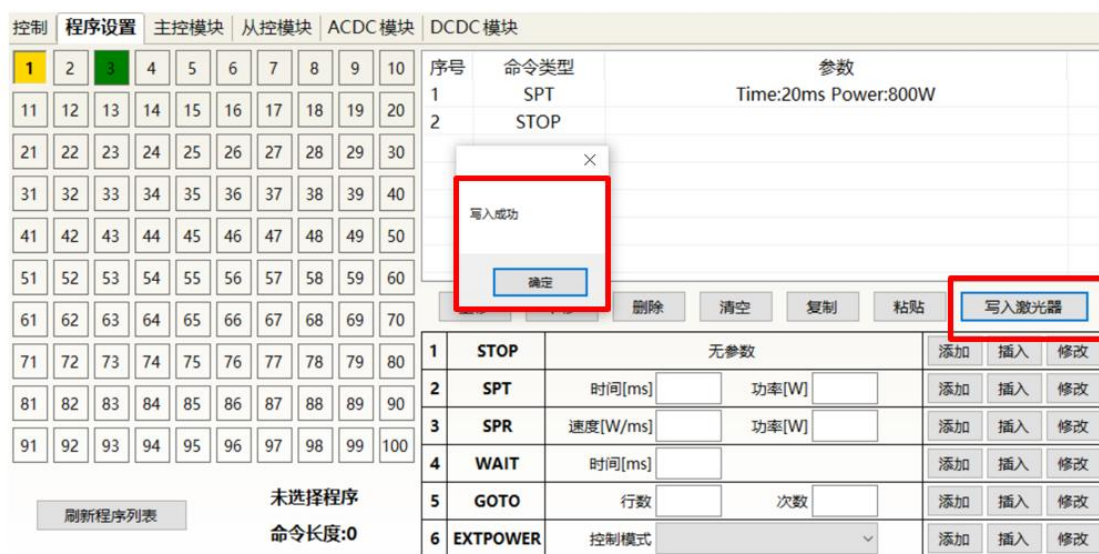 控制 程序设置 主控模块 从控模块 ACDC模块 DCDC模块
1 2 3 4 5 6 7 8 9 10
11 12 13 14 15 16 17 18 19 20
21 22 23 24 25 26 27 28 29 30
31 32 33 34 35 36 37 38 39 40
41 42 43 44 45 46 47 48 49 50
51 52 53 54 55 56 57 58 59 60
61 62 63 64 65 66 67 68 69 70
71 72 73 74 75 76 77 78 79 80
81 82 83 84 85 86 87 88 89 90
91 92 93 94 95 96 97 98 99 100
刷新程序列表
未选择程序
命令长度:0
序号 命令类型 参数
1 SPT Time:20ms Power:800W
2 STOP
写入成功
确定
删除 清空 复制 粘贴 写入激光器
1 STOP 无参数 添加 插入 修改
2 SPT 时间[ms] 功率[W] 添加 插入 修改
3 SPR 速度[W/ms] 功率[W] 添加 插入 修改
4 WAIT 时间[ms] 添加 插入 修改
5 GOTO 行数 次数 添加 插入 修改
6 EXTPOWER 控制模式 添加 插入 修改